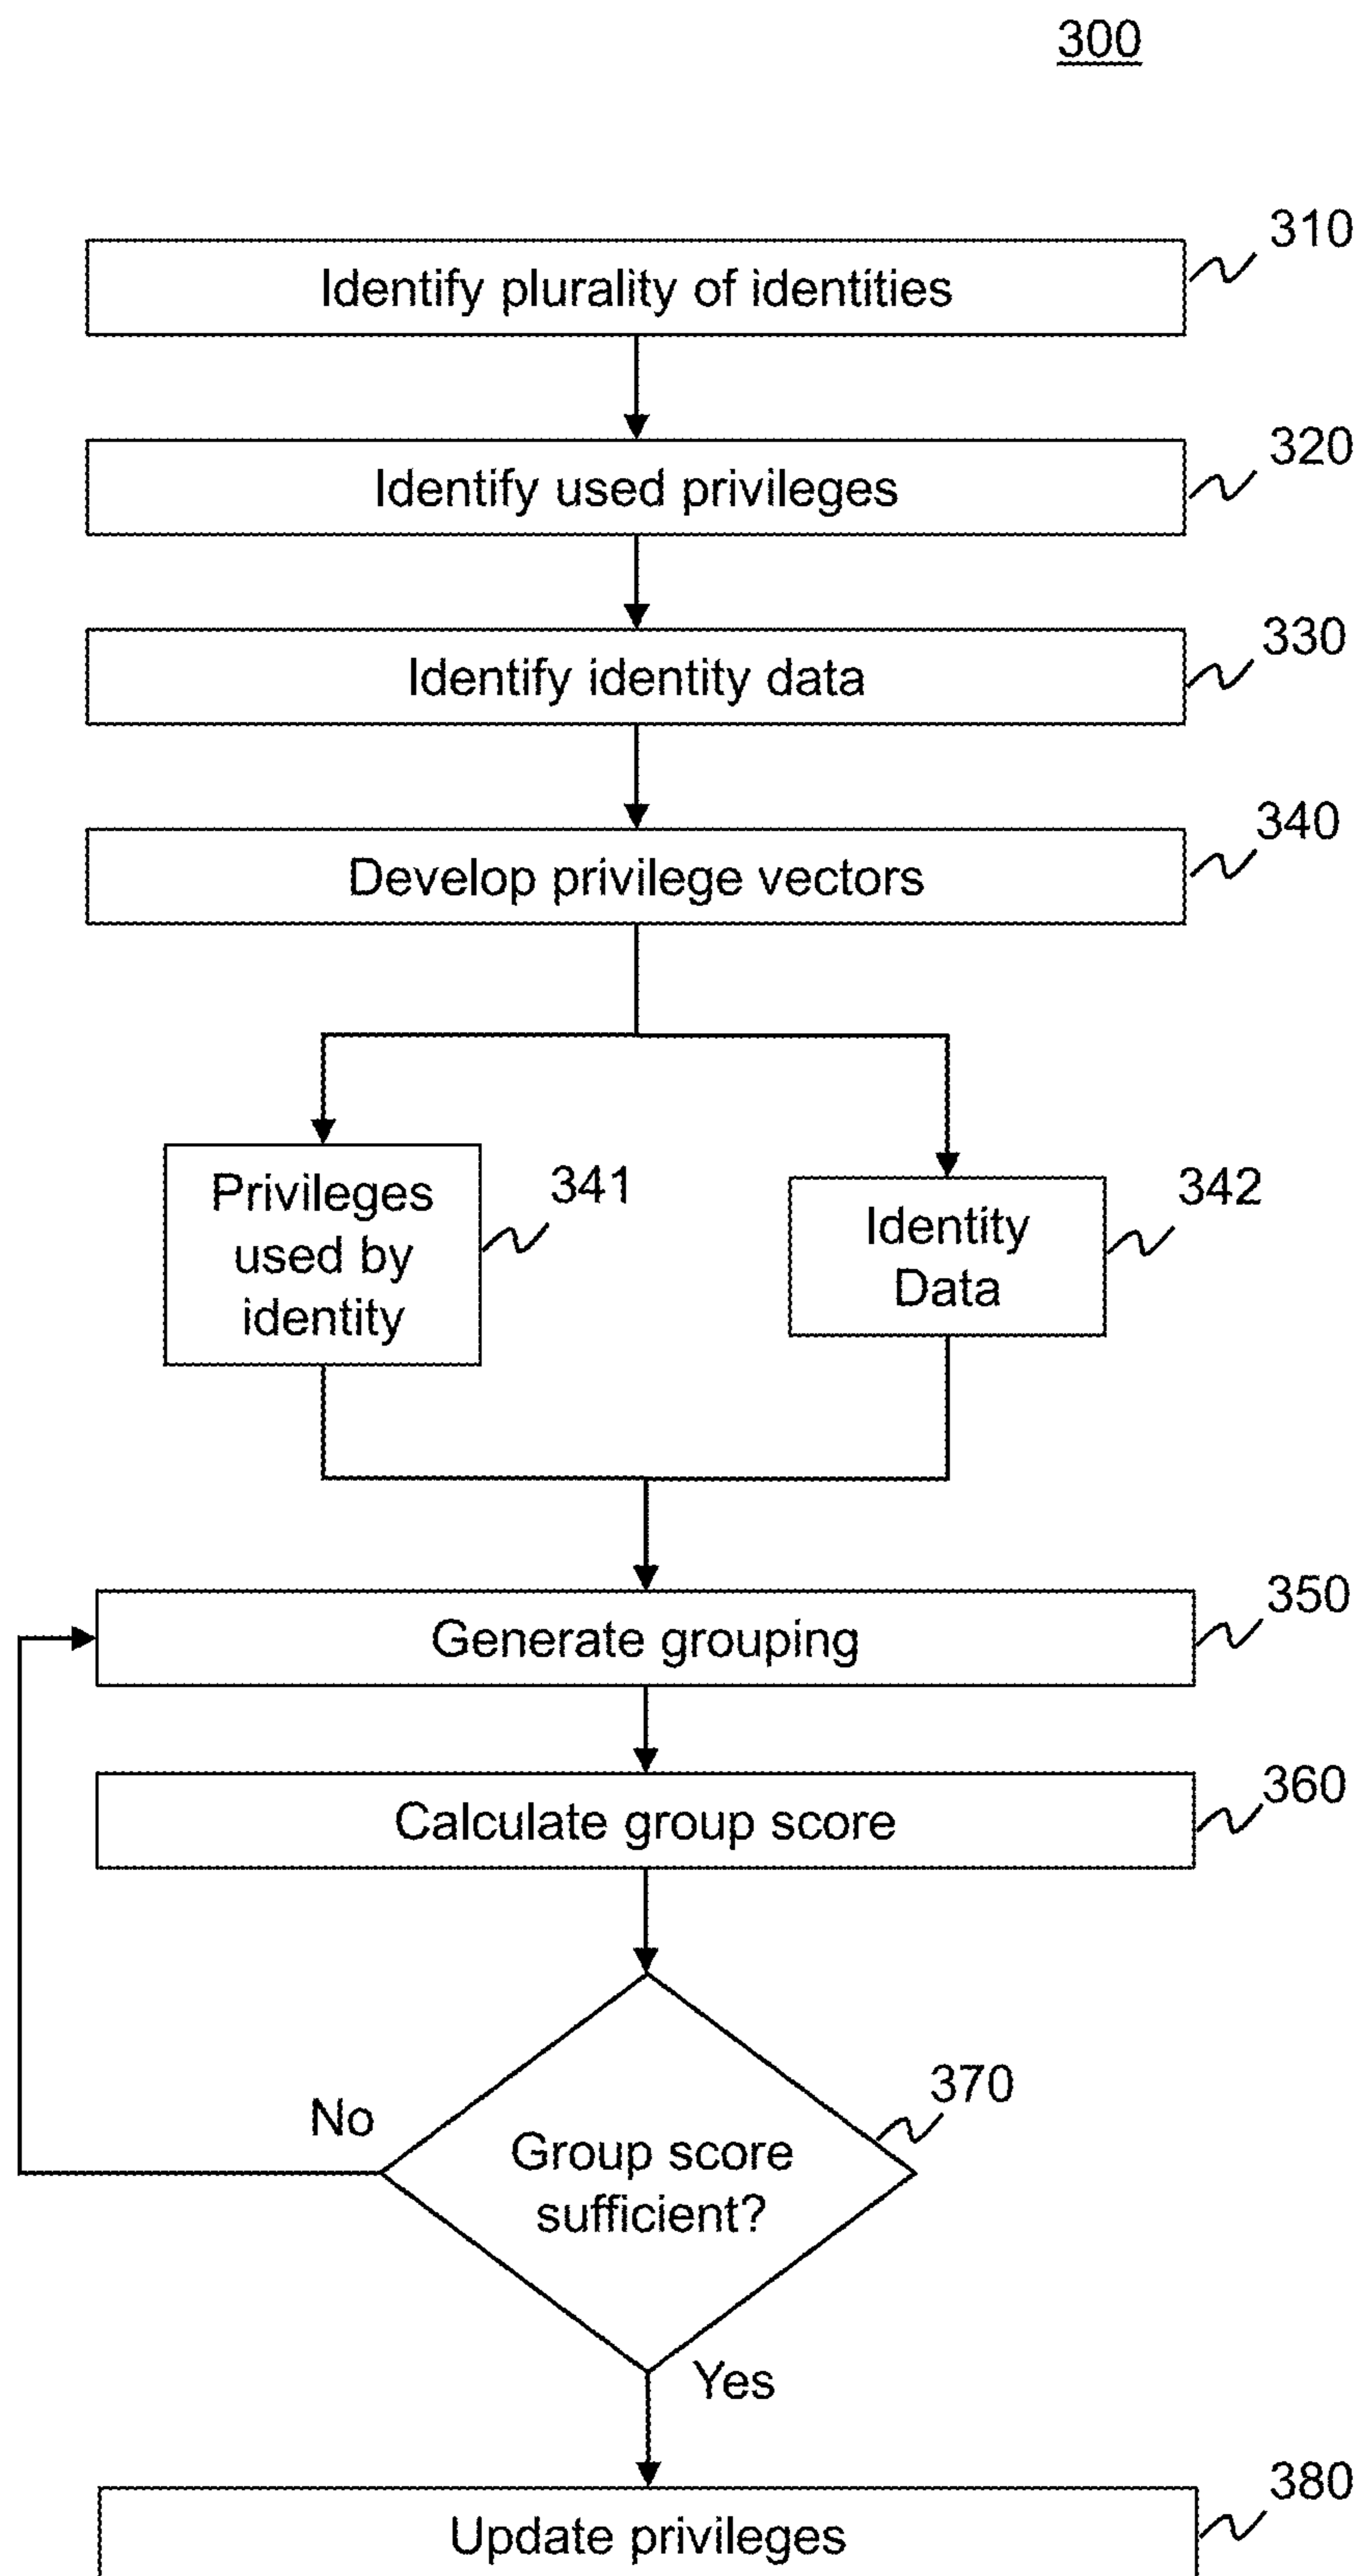 300
310
Identify plurality of identities
320
Identify used privileges
330
Identify identity data
340
Develop privilege vectors
Privileges
used by
identity
341
Identity
Data
342
350
Generate grouping
360
Calculate group score
370
No
Group score
sufficient?
Yes
380
Update privileges